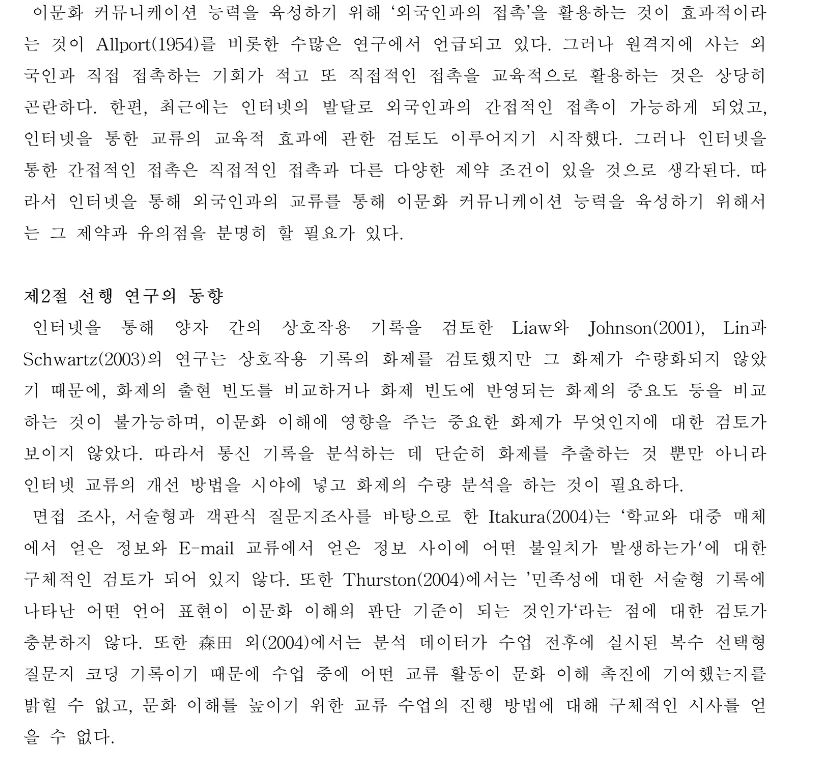 이문화 커뮤니케이션 능력을 육성하기 위해 ‘외국인과의 접촉’을 활용하는 것이 효과적이라
는 것이 Allport(1954)를 비롯한 수많은 연구에서 언급되고 있다. 그러나 원격지에 사는 외
국인과 직접 접촉하는 기회가 적고 또 직접적인 접촉을 교육적으로 활용하는 것은 상당히
곤란하다. 한편, 최근에는 인터넷의 발달로 외국인과의 간접적인 접촉이 가능하게 되었고,
인터넷을 통한 교류의 교육적 효과에 관한 검토도 이루어지기 시작했다. 그러나 인터넷을
통한 간접적인 접촉은 직접적인 접촉과 다른 다양한 제약 조건이 있을 것으로 생각된다. 따
라서 인터넷을 통해 외국인과의 교류를 통해 이문화 커뮤니케이션 능력을 육성하기 위해서
는 그 제약과 유의점을 분명히 할 필요가 있다.
제2절 선행 연구의 동향
인터넷을 통해 양자 간의 상호작용 기록을 검토한 Liaw와 Johnson(2001), Lin과
Schwartz(2003)의 연구는 상호작용 기록의 화제를 검토했지만 그 화제가 수량화되지 않았
기 때문에, 화제의 출현 빈도를 비교하거나 화제 빈도에 반영되는 화제의 중요도 등을 비교
하는 것이 불가능하며, 이문화 이해에 영향을 주는 중요한 화제가 무엇인지에 대한 검토가
보이지 않았다. 따라서 통신 기록을 분석하는 데 단순히 화제를 추출하는 것 뿐만 아니라
인터넷 교류의 개선 방법을 시야에 넣고 화제의 수량 분석을 하는 것이 필요하다.
면접 조사, 서술형과 객관식 질문지조사를 바탕으로 한 Itakura(2004)는 ‘학교와 대중 매체
에서 얻은 정보와 E-mail 교류에서 얻은 정보 사이에 어떤 불일치가 발생하는가’에 대한
구체적인 검토가 되어 있지 않다. 또한 Thurston(2004)에서는 ’민족성에 대한 서술형 기록에
나타난 어떤 언어 표현이 이문화 이해의 판단 기준이 되는 것인가‘라는 점에 대한 검토가
충분하지 않다. 또한 森田 외(2004)에서는 분석 데이터가 수업 전후에 실시된 복수 선택형
질문지 코딩 기록이기 때문에 수업 중에 어떤 교류 활동이 문화 이해 촉진에 기여했는지를
밝힐 수 없고, 문화 이해를 높이기 위한 교류 수업의 진행 방법에 대해 구체적인 시사를 얻
을 수 없다.